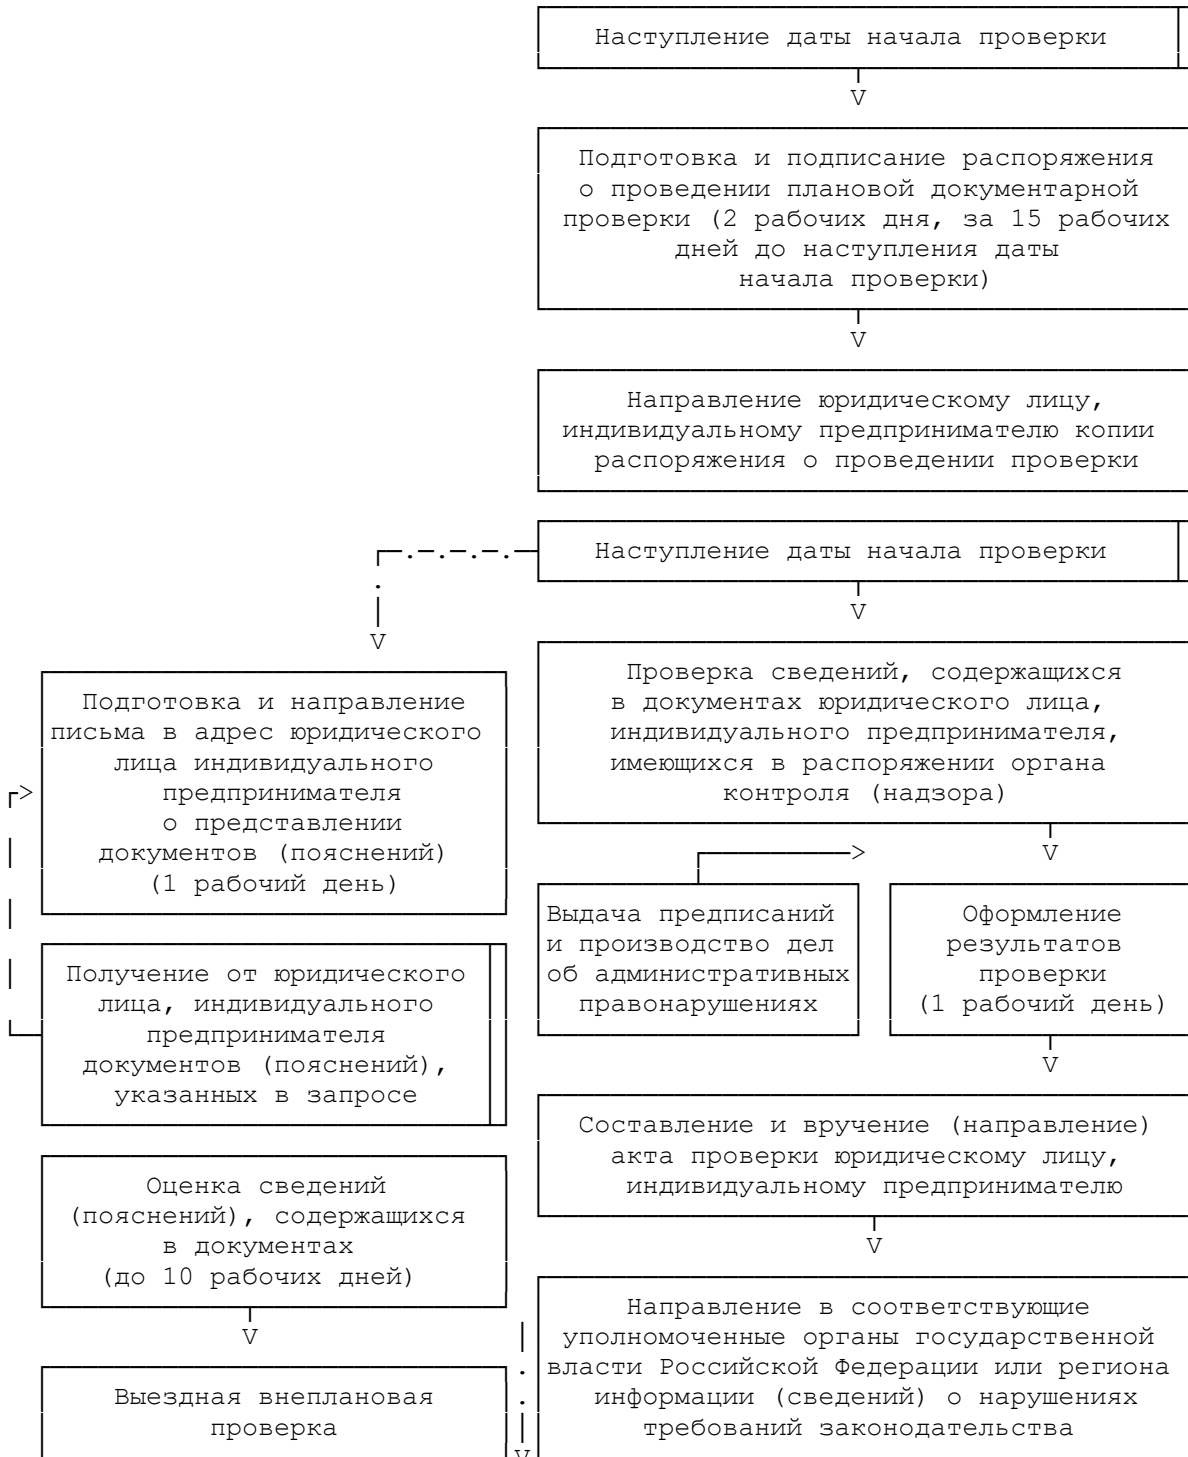 Наступление даты начала проверки
V
Подготовка и подписание распоряжения
о проведении плановой документарной
проверки (2 рабочих дня, за 15 рабочих
дней до наступления даты
начала проверки)
V
Направление юридическому лицу,
индивидуальному предпринимателю копии
распоряжения о проведении проверки
Наступление даты начала проверки
V
V
Подготовка и направление
письма в адрес юридического
лица индивидуального
предпринимателя
о представлении
документов (пояснений)
(1 рабочий день)
Проверка сведений, содержащихся
в документах юридического лица,
индивидуального предпринимателя,
имеющихся в распоряжении органа
контроля (надзора)
V
Выдача предписаний
и производство дел
об административных
правонарушениях
Оформление
результатов
проверки
(1 рабочий день)
V
Получение от юридического
лица, индивидуального
предпринимателя
документов (пояснений),
указанных в запросе
Составление и вручение (направление)
акта проверки юридическому лицу,
индивидуальному предпринимателю
V
Оценка сведений
(пояснений), содержащихся
в документах
(до 10 рабочих дней)
V
Направление в соответствующие
уполномоченные органы государственной
власти Российской Федерации или региона
информации (сведений) о нарушениях
требований законодательства
Выездная внеплановая
проверка
V